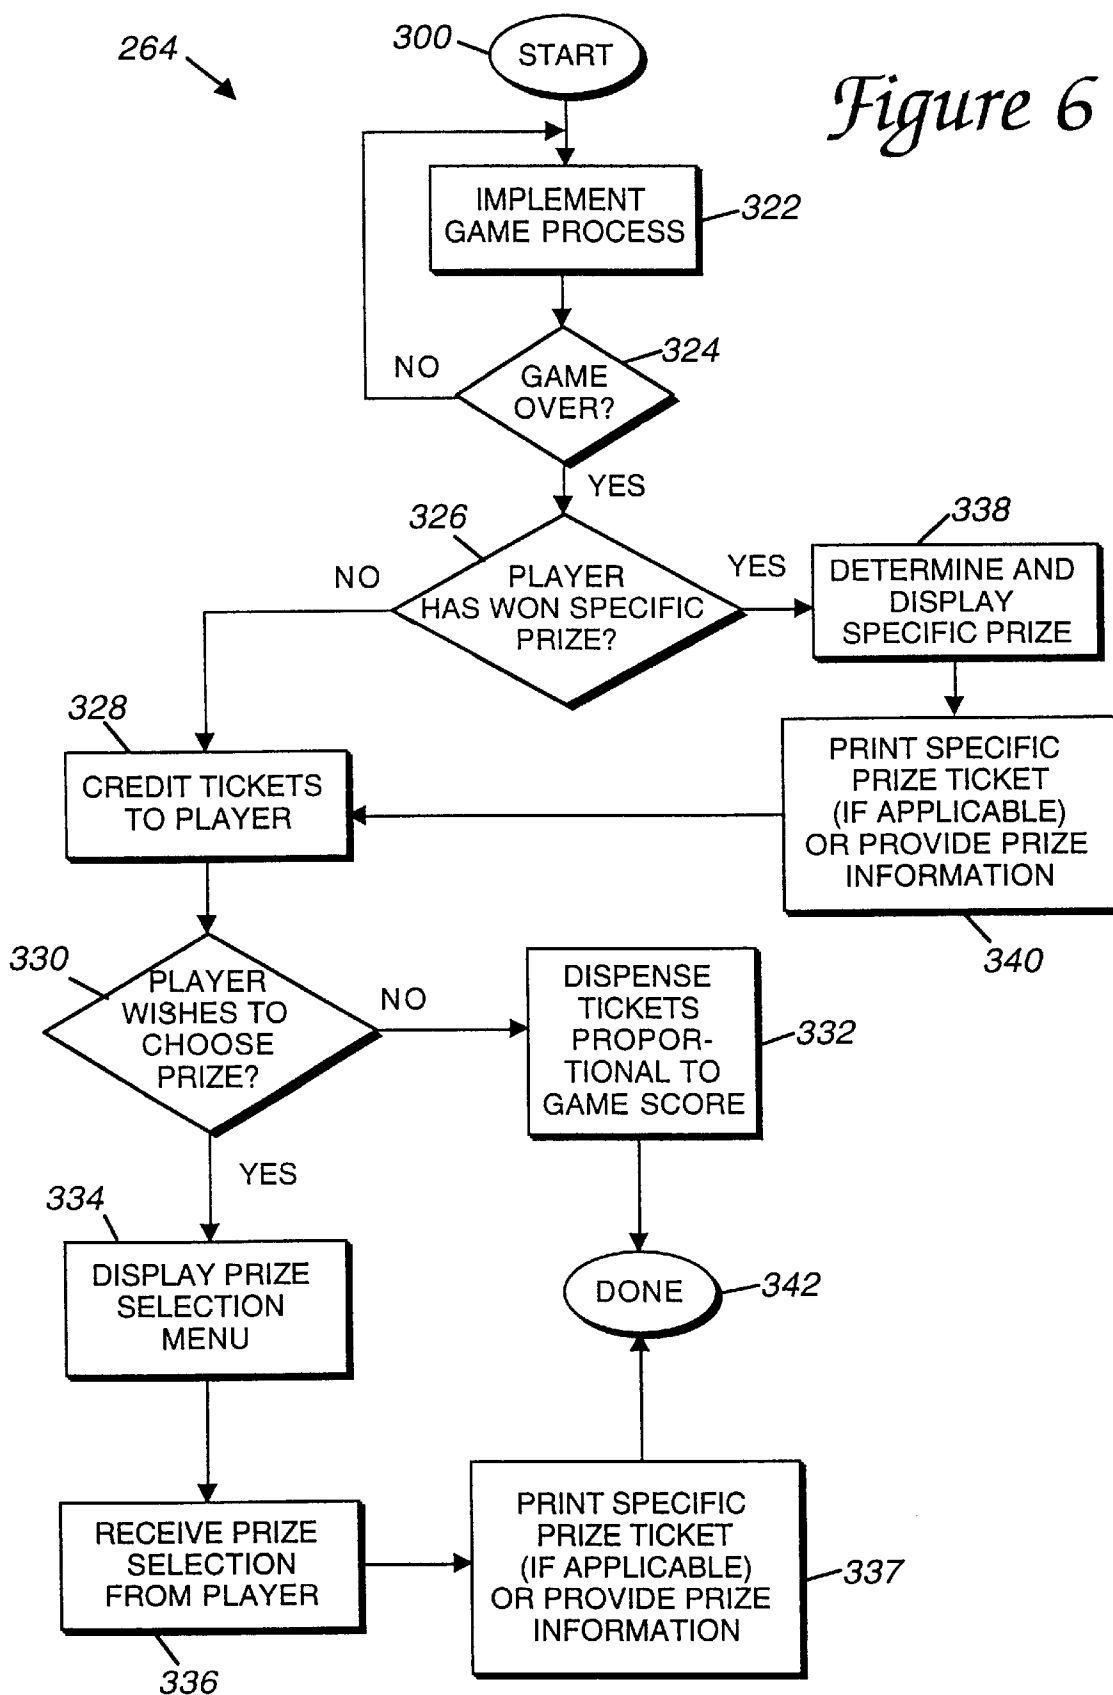 264
300
START
Figure 6
IMPLEMENT
GAME PROCESS
322
NO
324
GAME
OVER?
YES
326
NO
PLAYER
HAS WON SPECIFIC
PRIZE?
YES
338
DETERMINE AND
DISPLAY
SPECIFIC PRIZE
328
CREDIT TICKETS
TO PLAYER
PRINT SPECIFIC
PRIZE TICKET
(IF APPLICABLE)
OR PROVIDE PRIZE
INFORMATION
340
330
PLAYER
WISHES TO
CHOOSE
PRIZE?
NO
DISPENSE
TICKETS
PROPOR-
TIONAL TO
GAME SCORE
332
YES
334
DISPLAY PRIZE
SELECTION
MENU
DONE
342
RECEIVE PRIZE
SELECTION
FROM PLAYER
336
PRINT SPECIFIC
PRIZE TICKET
(IF APPLICABLE)
OR PROVIDE PRIZE
INFORMATION
337